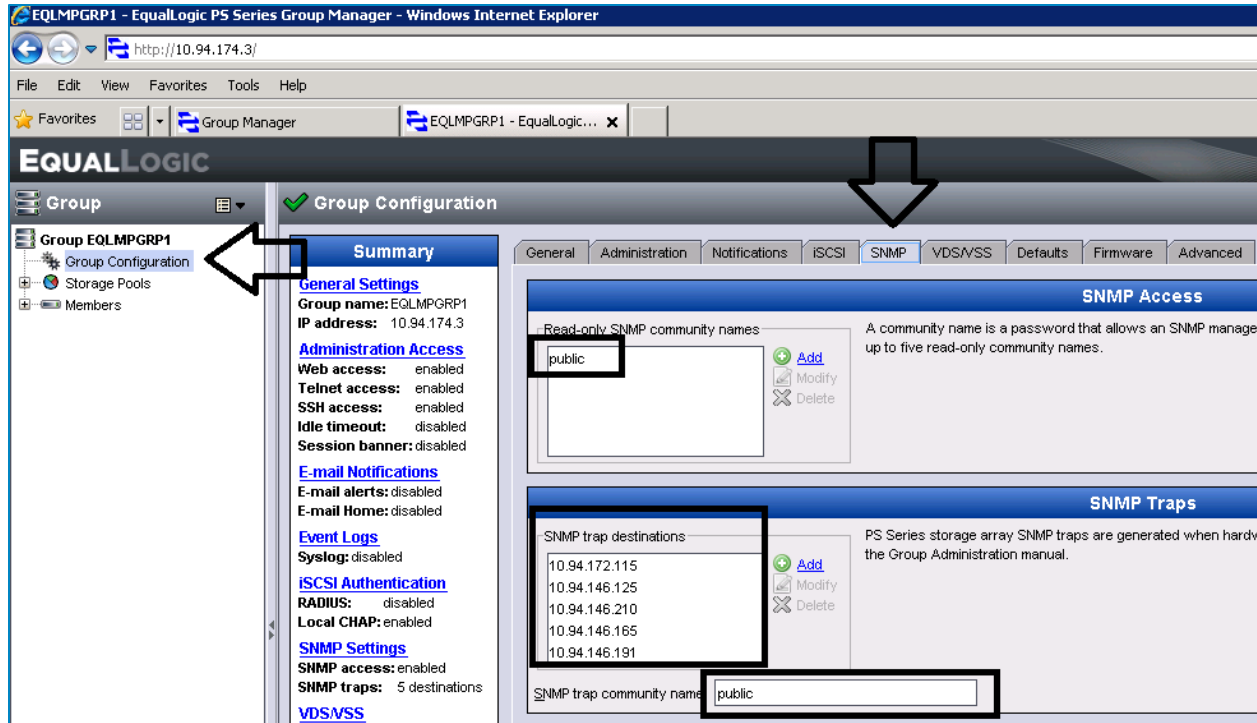 EQLMPGRP1 - EqualLogic PS Series Group Manager - Windows Internet Explorer
http://10.94.174.3/
File Edit View Favorites Tools Help
Favorites Group Manager EQLMPGRP1 - EqualLogic...
EQUALLOGIC
Group
Group EQLMPGRP1
Group Configuration
Storage Pools
Members
Group Configuration
Summary
General Settings
Group name: EQLMPGRP1
IP address: 10.94.174.3
Administration Access
Web access: enabled
Telnet access: enabled
SSH access: enabled
Idle timeout: disabled
Session banner: disabled
E-mail Notifications
E-mail alerts: disabled
E-mail Home: disabled
Event Logs
Syslog: disabled
iSCSI Authentication
RADIUS: disabled
Local CHAP: enabled
SNMP Settings
SNMP access: enabled
SNMP traps: 5 destinations
VDS/VSS
General Administration Notifications iSCSI SNMP VDS/VSS Defaults Firmware Advanced
SNMP Access
Read-only SNMP community names
public
Add
Modify
Delete
A community name is a password that allows an SNMP manage
up to five read-only community names.
SNMP Traps
SNMP trap destinations
10.94.172.115
10.94.146.125
10.94.146.210
10.94.146.165
10.94.146.191
Add
Modify
Delete
PS Series storage array SNMP traps are generated when hardw
the Group Administration manual.
SNMP trap community name public